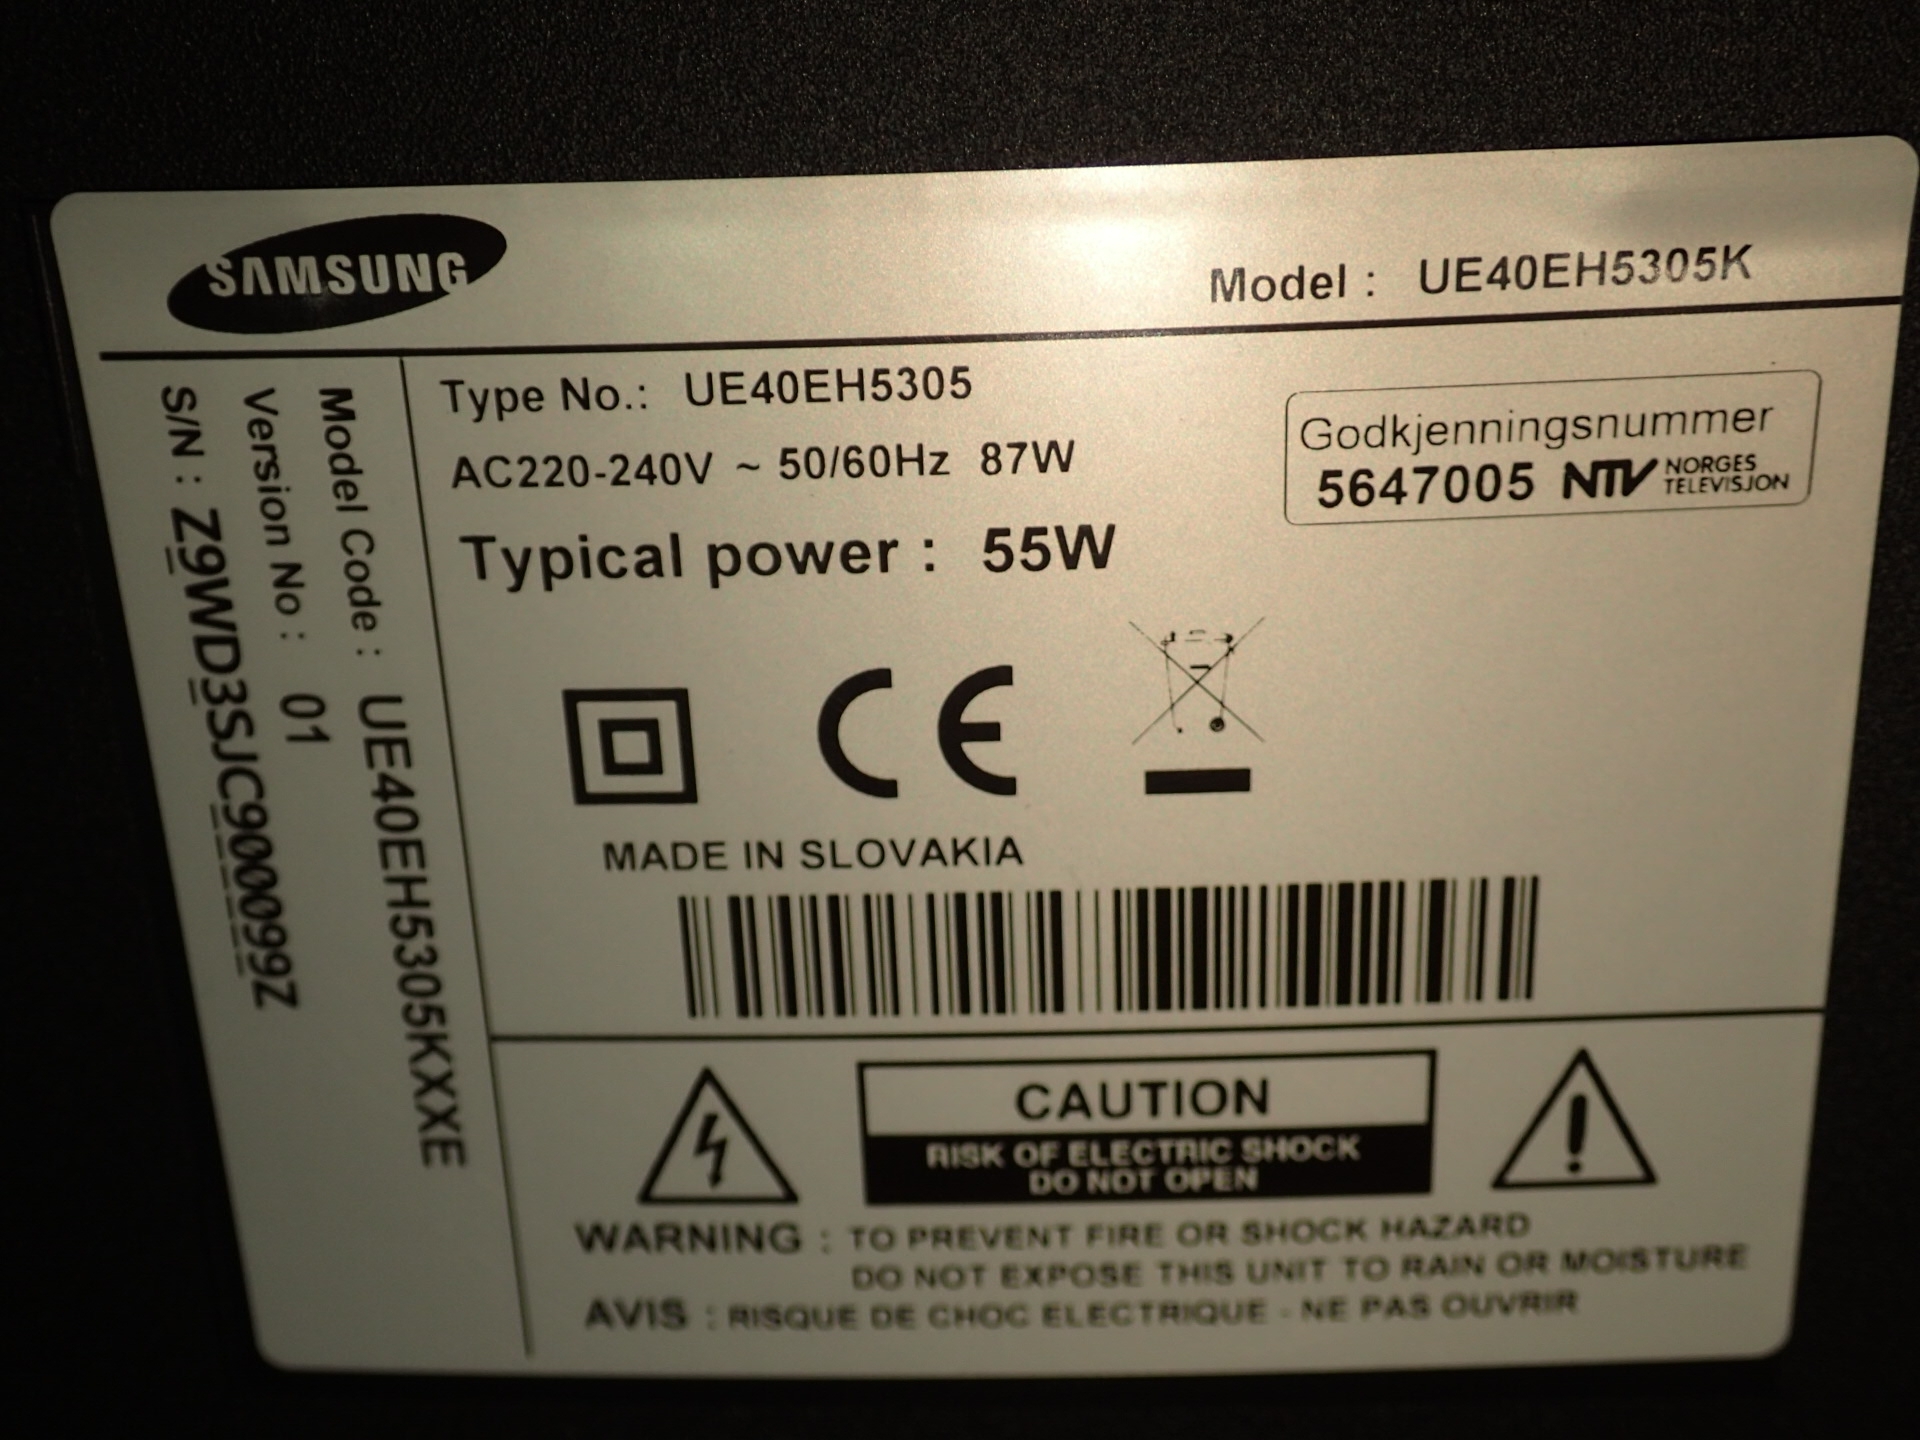 SAMSUNG
Model : UE40EH5305K
Type No.: UE40EH5305
AC220-240V ~ 50/60Hz 87W
Typical power : 55W
Godkjenningsnummer
5647005 NTV NORGES TELEVISJON
CE
MADE IN SLOVAKIA
Model Code : UE40EH5305KXXE
Version No : 01
S/N : Z9WD3SJC900099Z
CAUTION
RISK OF ELECTRIC SHOCK
DO NOT OPEN
WARNING : TO PREVENT FIRE OR SHOCK HAZARD
DO NOT EXPOSE THIS UNIT TO RAIN OR MOISTURE
AVIS : RISQUE DE CHOC ELECTRIQUE - NE PAS OUVRIR